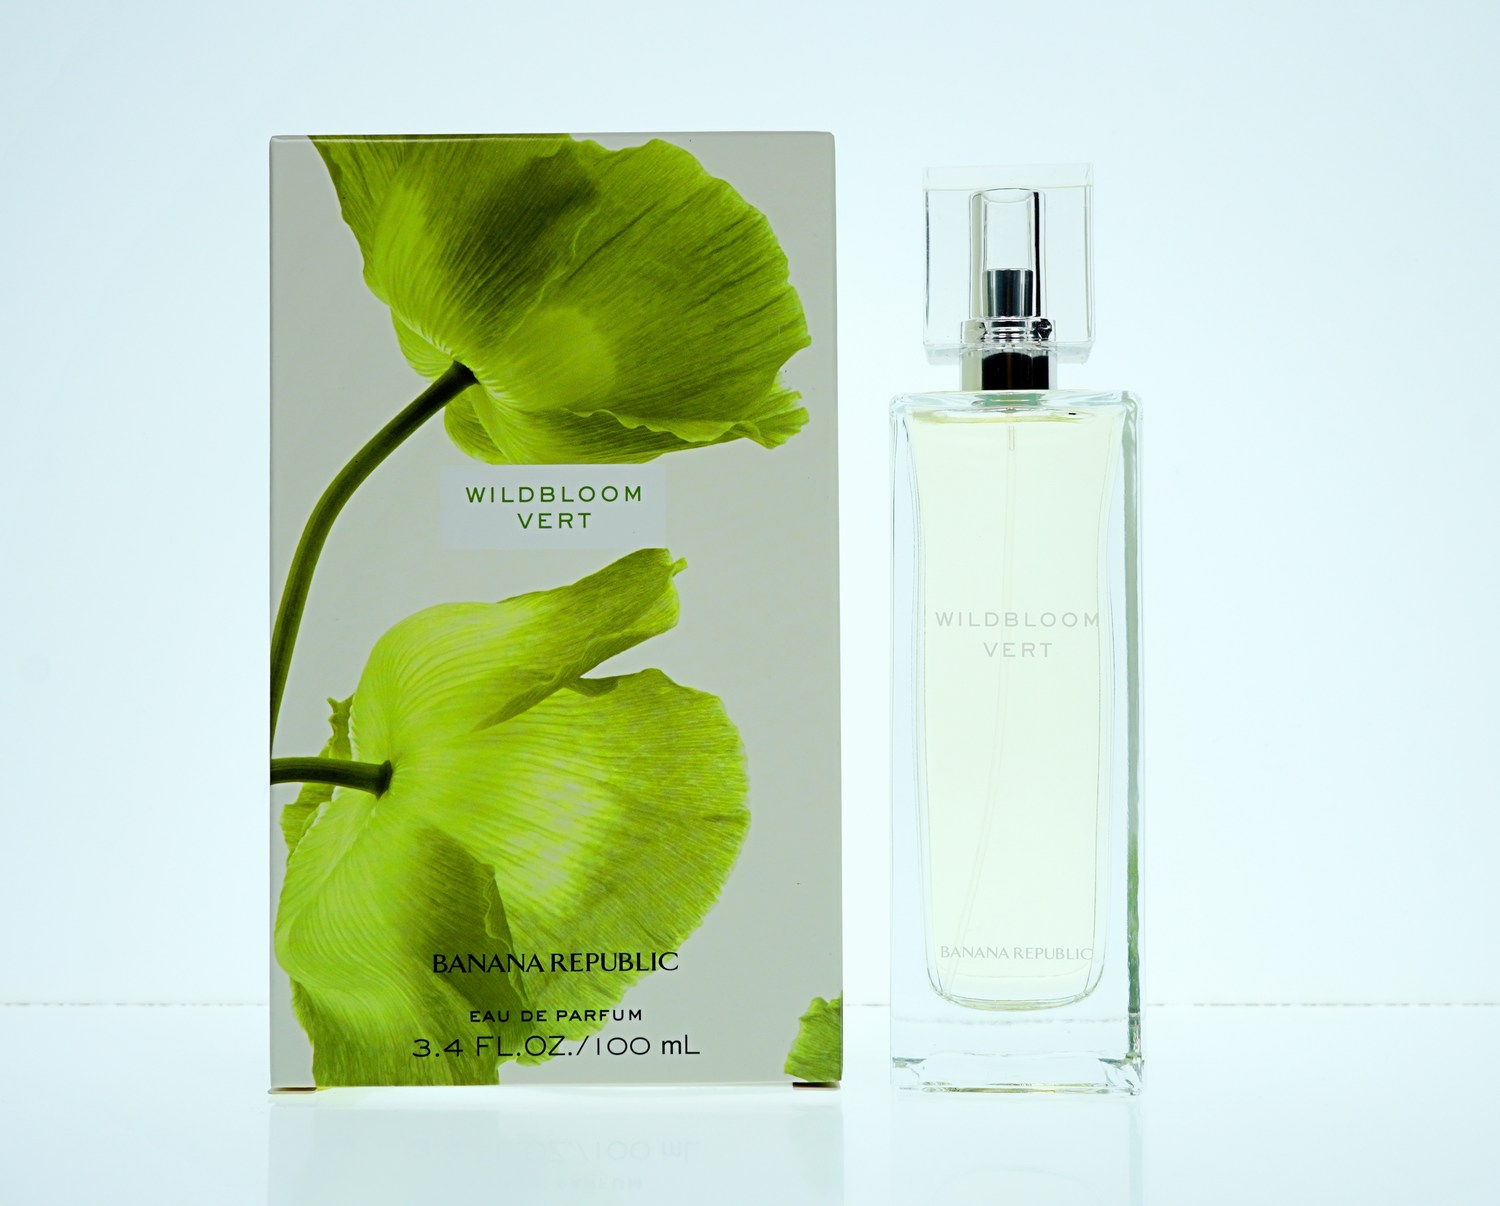 WILDBLOOM
VERT
BANANA REPUBLIC
EAU DE PARFUM
3.4 FL.OZ./100 mL
WILDBLOOM
VERT
BANANA REPUBLIC